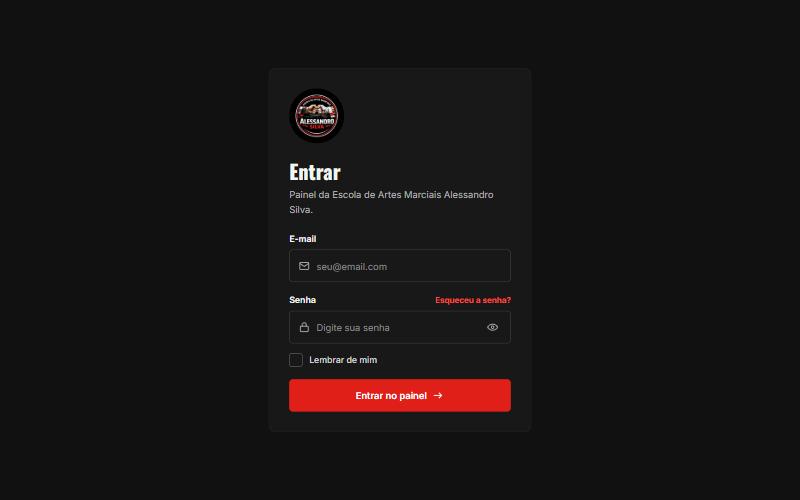 ALESSANDRO
SILVA
Entrar
Painel da Escola de Artes Marciais Alessandro
Silva.
E-mail
seu@email.com
Senha
Esqueceu a senha?
Digite sua senha
Lembrar de mim
Entrar no painel